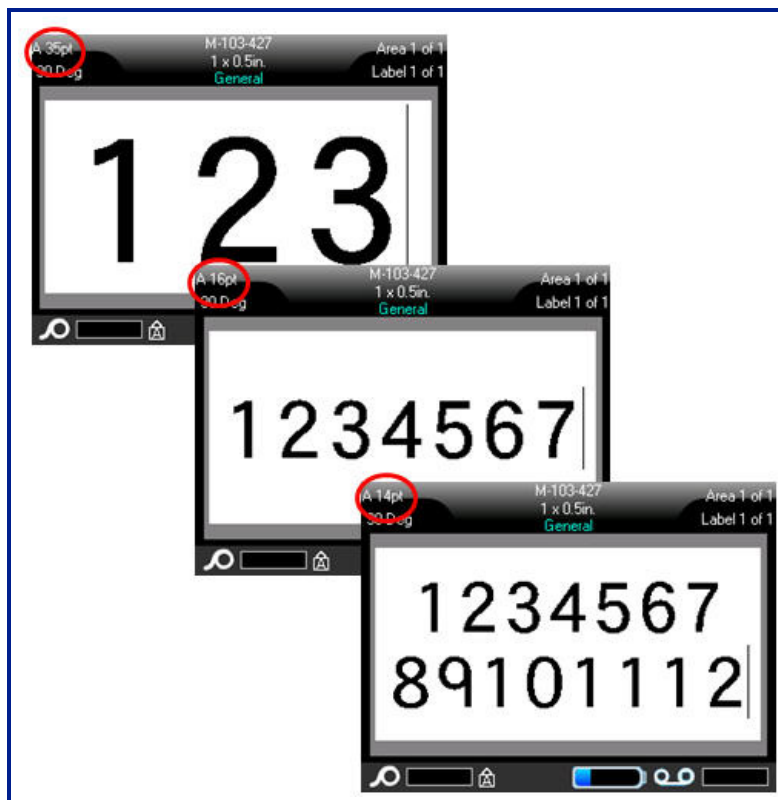 A 35pt M-103-427 Area 1 of 1
90 Deg 1 x 0.5in. Label 1 of 1
General
123
A 16pt M-103-427 Area 1 of 1
90 Deg 1 x 0.5in. Label 1 of 1
General
1234567
A 14pt M-103-427 Area 1 of 1
90 Deg 1 x 0.5in. Label 1 of 1
General
1234567
89101112